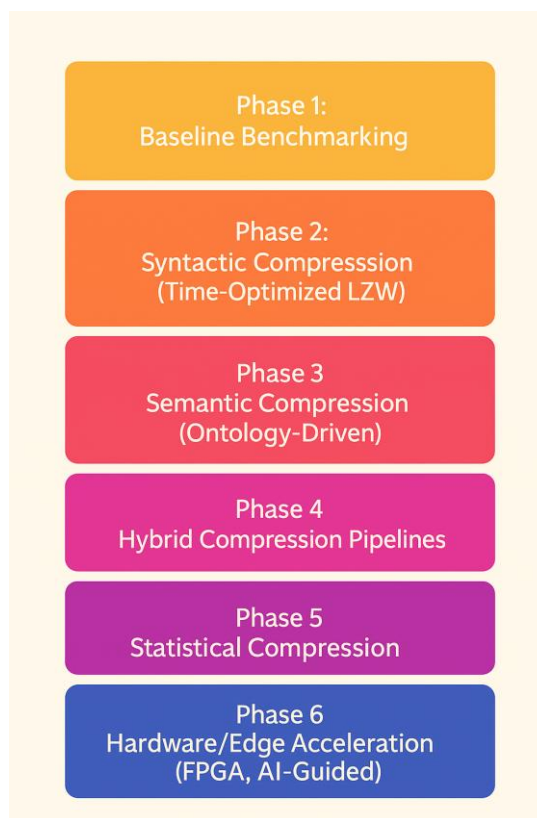 Phase 1:
Baseline Benchmarking
Phase 2:
Syntactic Compresssion
(Time-Optimized LZW)
Phase 3
Semantic Compression
(Ontology-Driven)
Phase 4
Hybrid Compression Pipelines
Phase 5
Statistical Compression
Phase 6
Hardware/Edge Acceleration
(FPGA, AI-Guided)